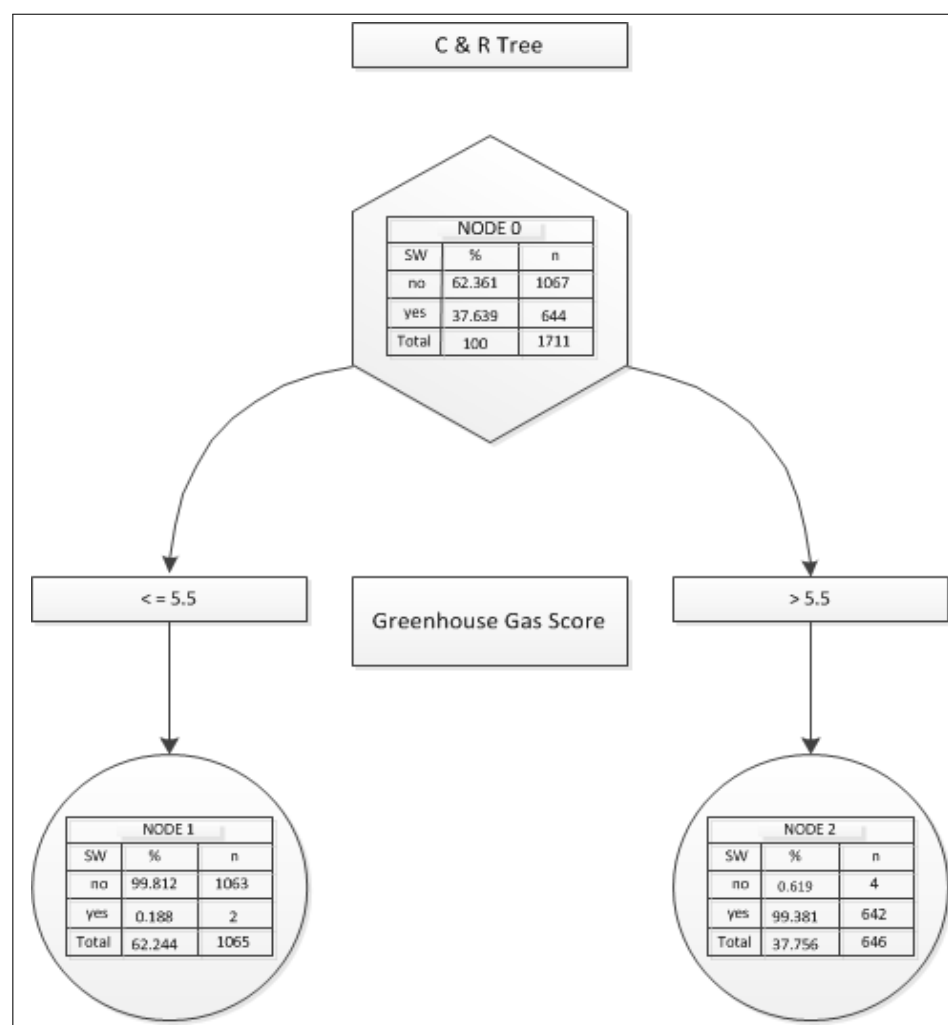 C & R Tree
NODE 0
SW % n
no 62.361 1067
yes 37.639 644
Total 100 1711
< = 5.5
Greenhouse Gas Score
> 5.5
NODE 1
SW % n
no 99.812 1063
yes 0.188 2
Total 62.244 1065
NODE 2
SW % n
no 0.619 4
yes 99.381 642
Total 37.756 646